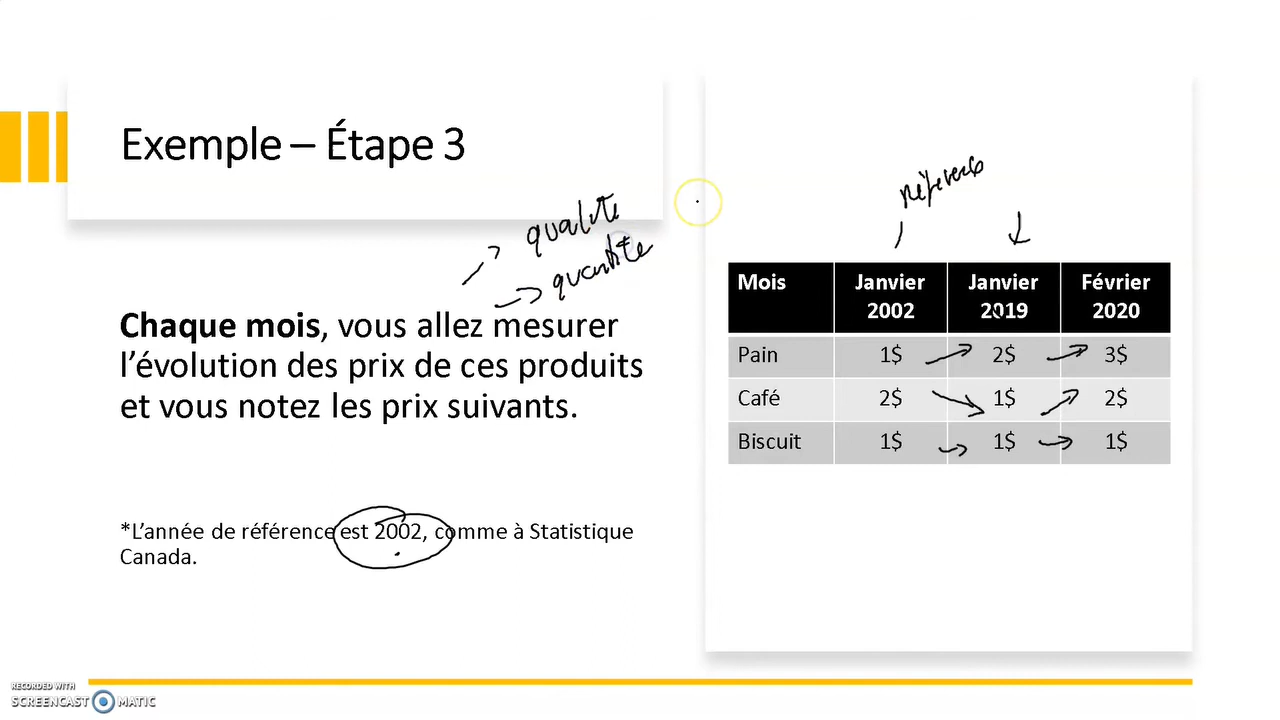 Exemple – Étape 3
qualité
quantité
Chaque mois, vous allez mesurer
l’évolution des prix de ces produits
et vous notez les prix suivants.
*L’année de référence est 2002, comme à Statistique
Canada.
référence
Mois Janvier 2002 Janvier 2019 Février 2020
Pain 1$ 2$ 3$
Café 2$ 1$ 2$
Biscuit 1$ 1$ 1$
RECORDED WITH
SCREENCAST MATIC